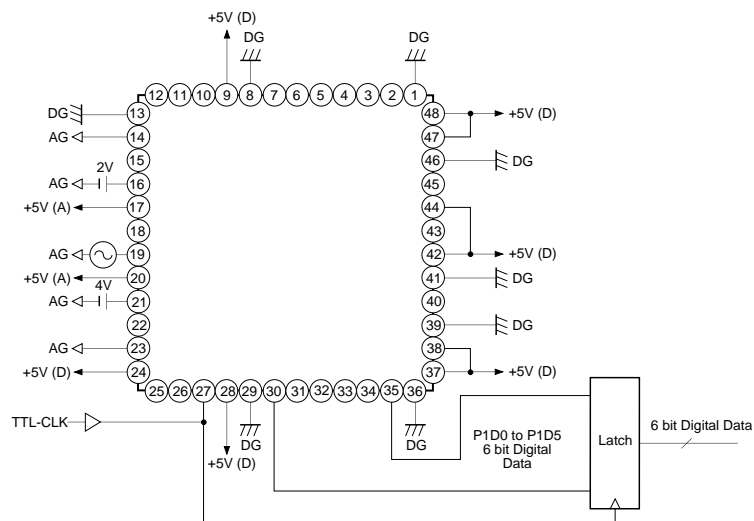 +5V (D)
DG
DG
12 11 10 9 8 7 6 5 4 3 2 1
DG 13
48 +5V (D)
AG 14
47
15
46 DG
2V
AG 16
45
+5V (A) 17
44
18
43
AG 19
42 +5V (D)
+5V (A) 20
41 DG
4V
AG 21
40
22
39 DG
AG 23
38
+5V (D) 24
37 +5V (D)
25 26 27 28 29 30 31 32 33 34 35 36
TTL-CLK
DG
DG
+5V (D)
P1D0 to P1D5
6 bit Digital
Data
Latch
6 bit Digital Data